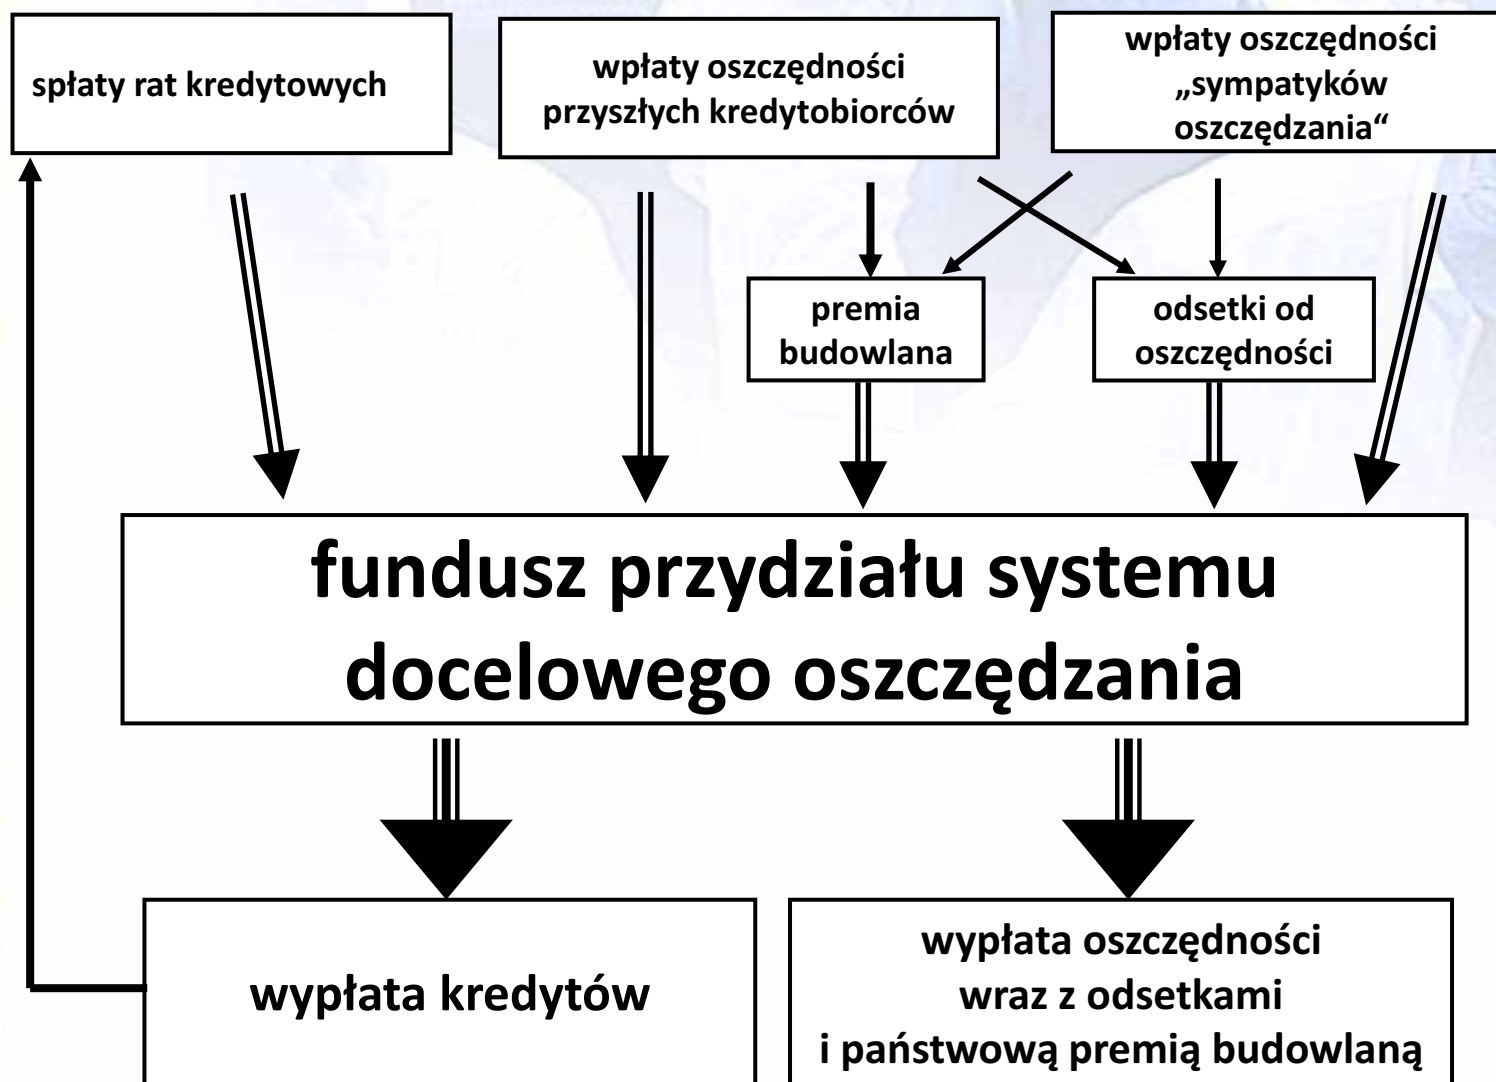 spłaty rat kredytowych
wpłaty oszczędności
przyszłych kredytobiorców
wpłaty oszczędności
„sympatyków
oszczędzania“
premia
budowlana
odsetki od
oszczędności
fundusz przydziału systemu
docelowego oszczędzania
wypłata kredytów
wypłata oszczędności
wraz z odsetkami
i państwową premią budowlaną